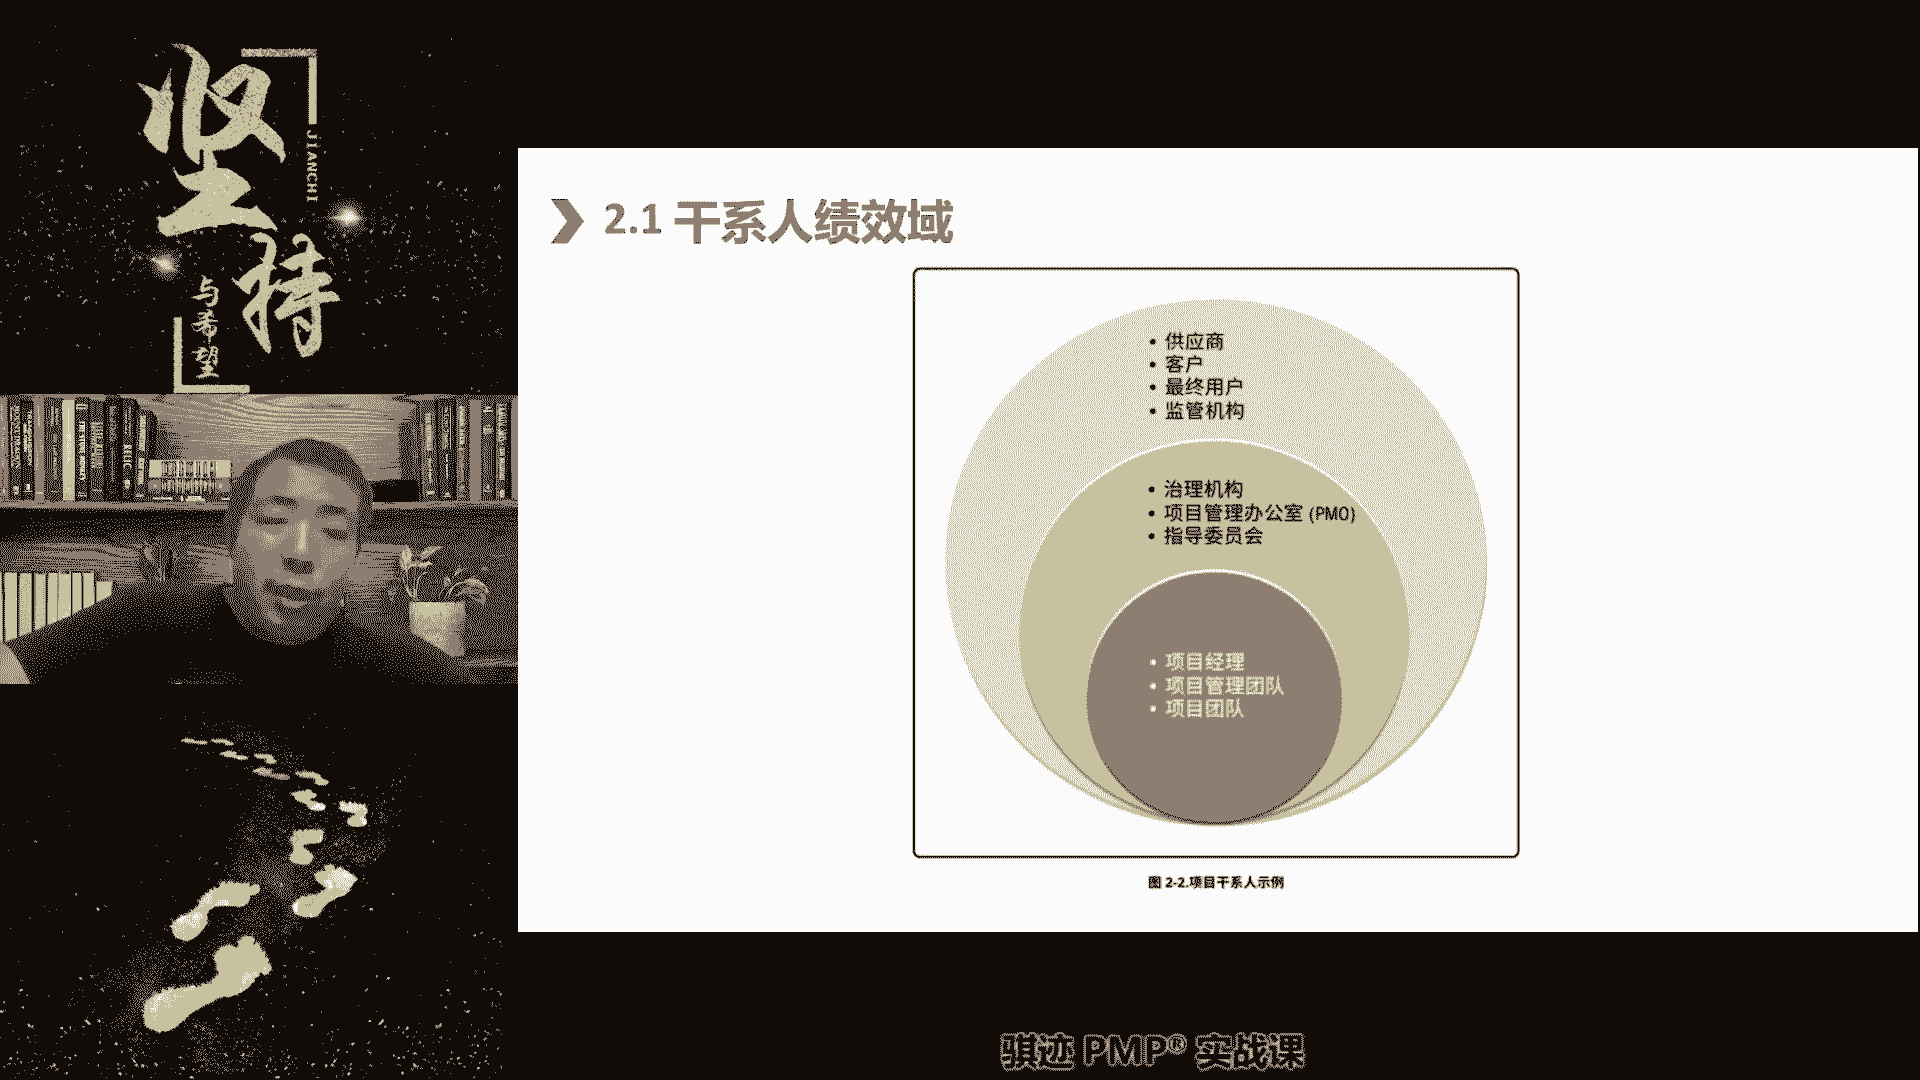 坚持
JIANCHI
与希望
2.1 干系人绩效域
• 供应商
• 客户
• 最终用户
• 监管机构
• 治理机构
• 项目管理办公室 (PMO)
• 指导委员会
• 项目经理
• 项目管理团队
• 项目团队
图 2-2.项目干系人示例
骐迹 PMP® 实战课